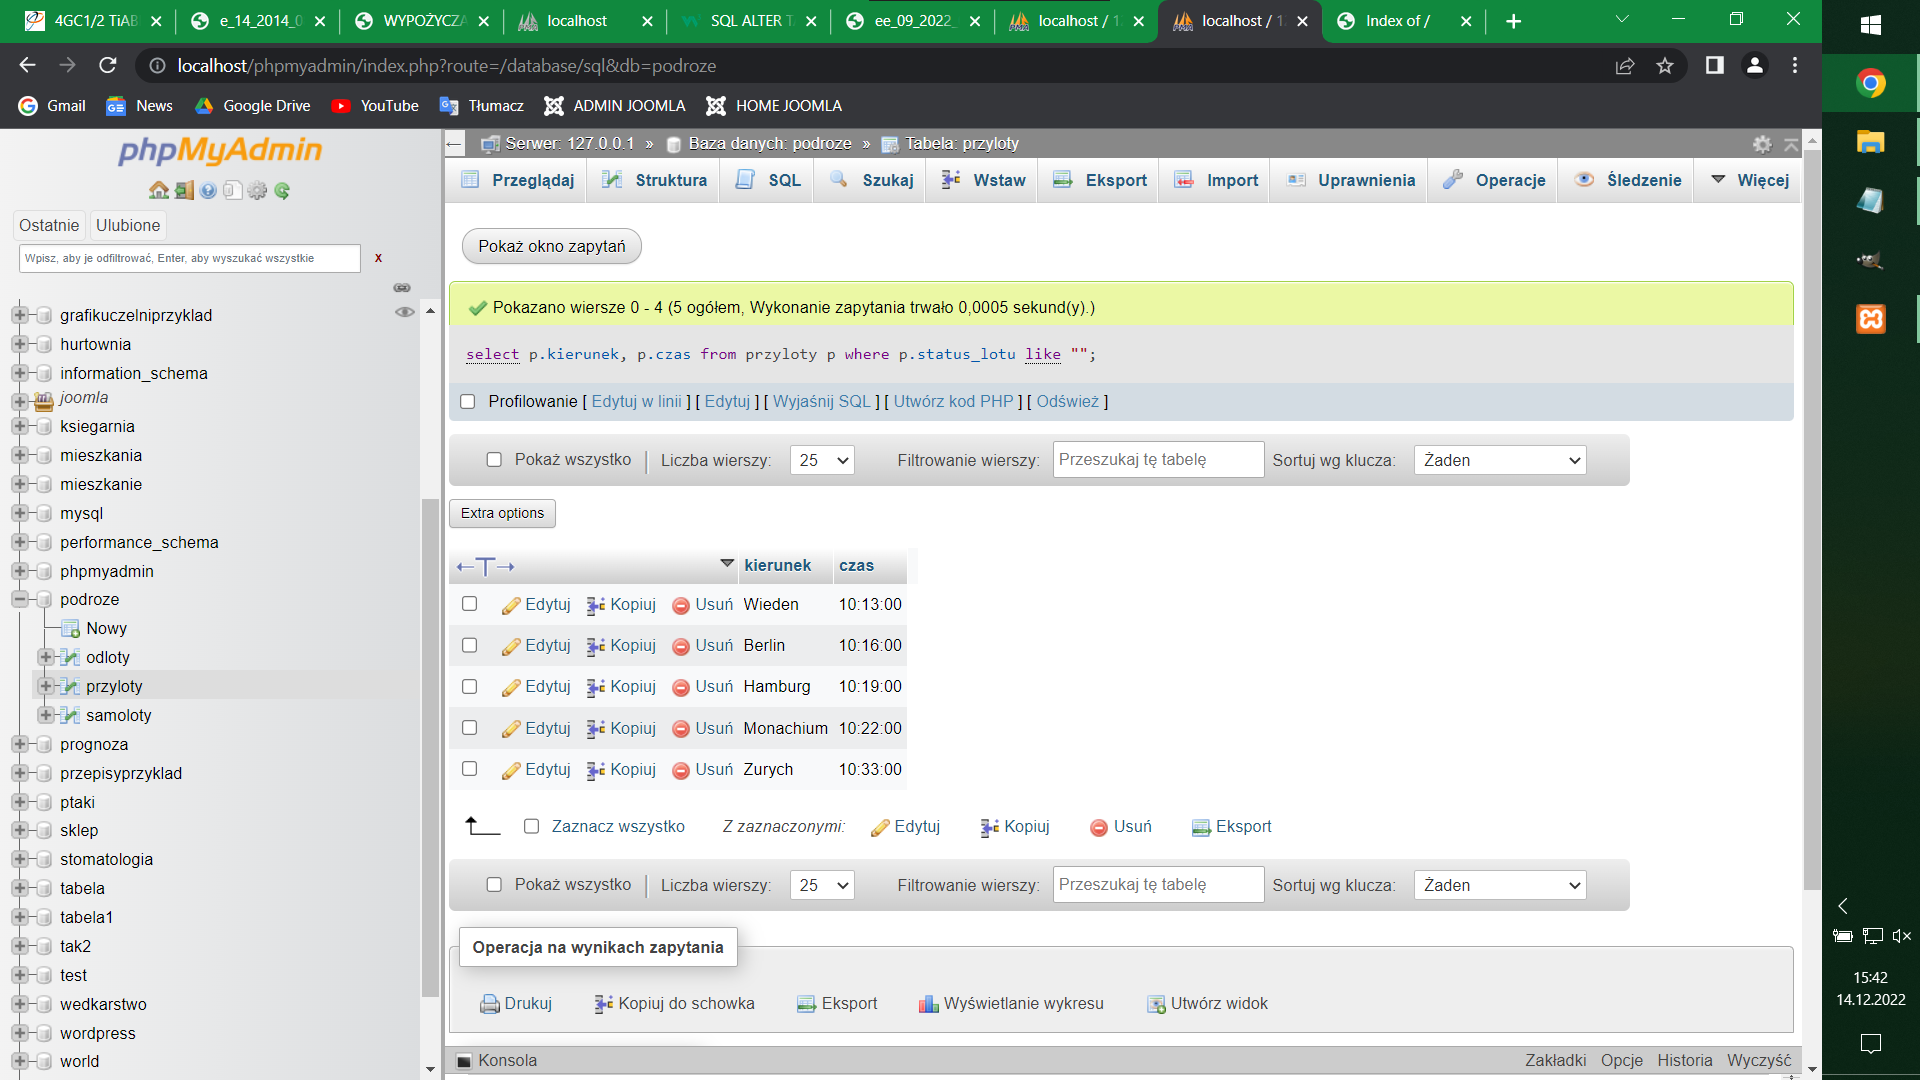 4GC1/2 TiAB
e_14_2014_0
WYPOŻYCZA
localhost
SQL ALTER TA
ee_09_2022_
localhost / 12
localhost / 12
Index of /
localhost/phpmyadmin/index.php?route=/database/sql&db=podroze
Gmail
News
Google Drive
YouTube
Tłumacz
ADMIN JOOMLA
HOME JOOMLA
phpMyAdmin
Ostatnie
Ulubione
Wpisz, aby je odfiltrować, Enter, aby wyszukać wszystkie
X
grafikuczelniprzyklad
hurtownia
information_schema
joomla
ksiegarnia
mieszkania
mieszkanie
mysql
performance_schema
phpmyadmin
podroze
Nowy
odloty
przyloty
samoloty
prognoza
przepisyprzyklad
ptaki
sklep
stomatologia
tabela
tabela1
tak2
test
wedkarstwo
wordpress
world
Serwer: 127.0.0.1 » Baza danych: podroze » Tabela: przyloty
Przeglądaj
Struktura
SQL
Szukaj
Wstaw
Eksport
Import
Uprawnienia
Operacje
Śledzenie
Więcej
Pokaż okno zapytań
Pokazano wiersze 0 - 4 (5 ogółem, Wykonanie zapytania trwało 0,0005 sekund(y).)
select p.kierunek, p.czas from przyloty p where p.status_lotu like "";
Profilowanie [ Edytuj w linii ] [ Edytuj ] [ Wyjaśnij SQL ] [ Utwórz kod PHP ] [ Odśwież ]
Pokaż wszystko | Liczba wierszy: 25 Filtrowanie wierszy: Przeszukaj tę tabelę Sortuj wg klucza: Żaden
Extra options
←T→ kierunek czas
Edytuj Kopiuj Usuń Wieden 10:13:00
Edytuj Kopiuj Usuń Berlin 10:16:00
Edytuj Kopiuj Usuń Hamburg 10:19:00
Edytuj Kopiuj Usuń Monachium 10:22:00
Edytuj Kopiuj Usuń Zurych 10:33:00
Zaznacz wszystko Z zaznaczonymi: Edytuj Kopiuj Usuń Eksport
Pokaż wszystko | Liczba wierszy: 25 Filtrowanie wierszy: Przeszukaj tę tabelę Sortuj wg klucza: Żaden
Operacja na wynikach zapytania
Drukuj Kopiuj do schowka Eksport Wyświetlanie wykresu Utwórz widok
Konsola
Zakładki Opcje Historia Wyczyść
15:42
14.12.2022